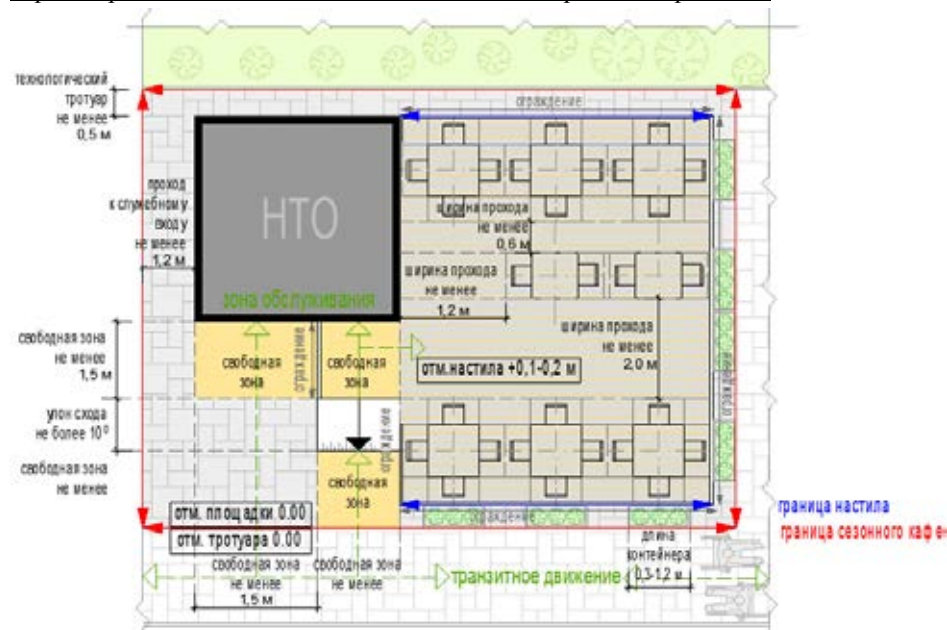 технологический
тротуар
не менее
0,5 м
ограждение
проход
к служебному
входу
не менее
1,2 м
НТО
зона обслуживания
ширина прохода
не менее
0,6 м
ширина прохода
не менее
1,2 м
ширина прохода
не менее
2,0 м
свободная зона
не менее
1,5 м
свободная
зона
ограждение
свободная
зона
отм.настила +0,1-0,2 м
ограждение
уклон схода
не более 10⁰
ограждение
свободная зона
не менее
свободная
зона
отм. площадки 0.00
отм. тротуара 0.00
ограждение
граница настила
граница сезонного кафе
свободная зона
не менее
1,5 м
свободная зона
не менее
транзитное движение
длина
контейнера
0,3-1,2 м